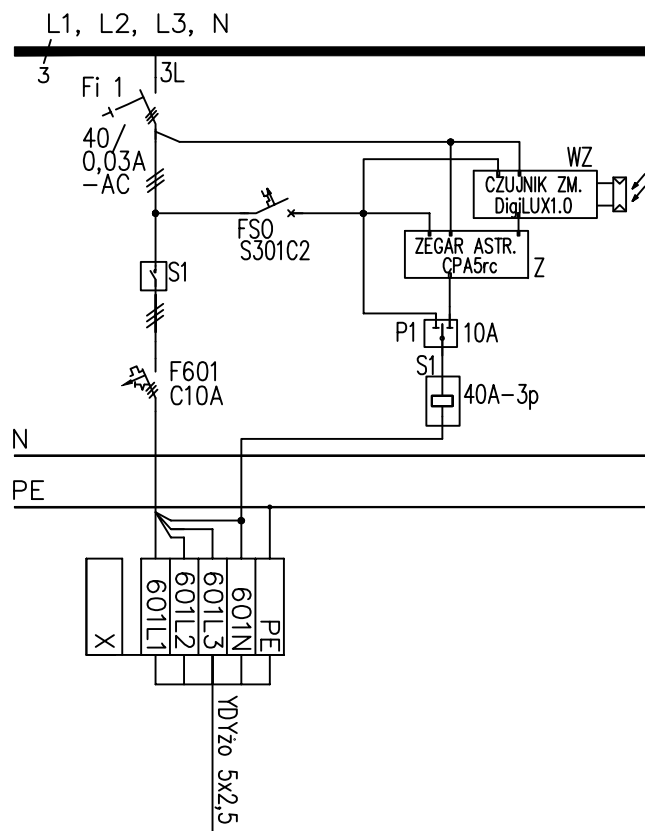 L1, L2, L3, N
3
3L
Fi 1
40/
0,03A
-AC
WZ
CZUJNIK ZM.
DigiLUX1.0
FS0
S301C2
ZEGAR ASTR.
CPA5rc
Z
S1
P1
10A
S1
40A-3p
F601
C10A
N
PE
X
601L1
601L2
601L3
601N
PE
YDYżo 5x2,5